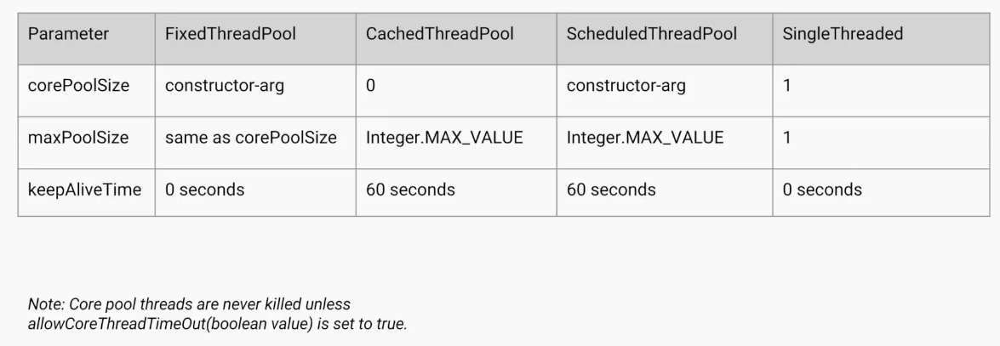 Parameter FixedThreadPool CachedThreadPool ScheduledThreadPool SingleThreaded
corePoolSize constructor-arg 0 constructor-arg 1
maxPoolSize same as corePoolSize Integer.MAX_VALUE Integer.MAX_VALUE 1
keepAliveTime 0 seconds 60 seconds 60 seconds 0 seconds
Note: Core pool threads are never killed unless
allowCoreThreadTimeOut(boolean value) is set to true.